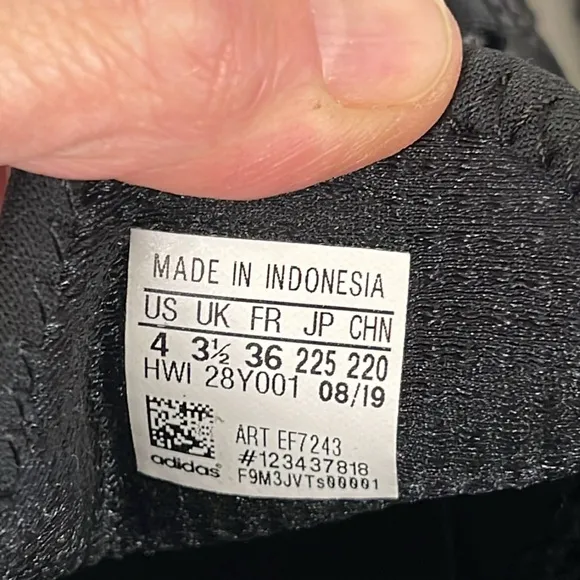 MADE IN INDONESIA
US UK FR JP CHN
4 3½ 36 225 220
HWI 28Y001 08/19
ART EF7243
#123437818
adidas
F9M3JVTs00001